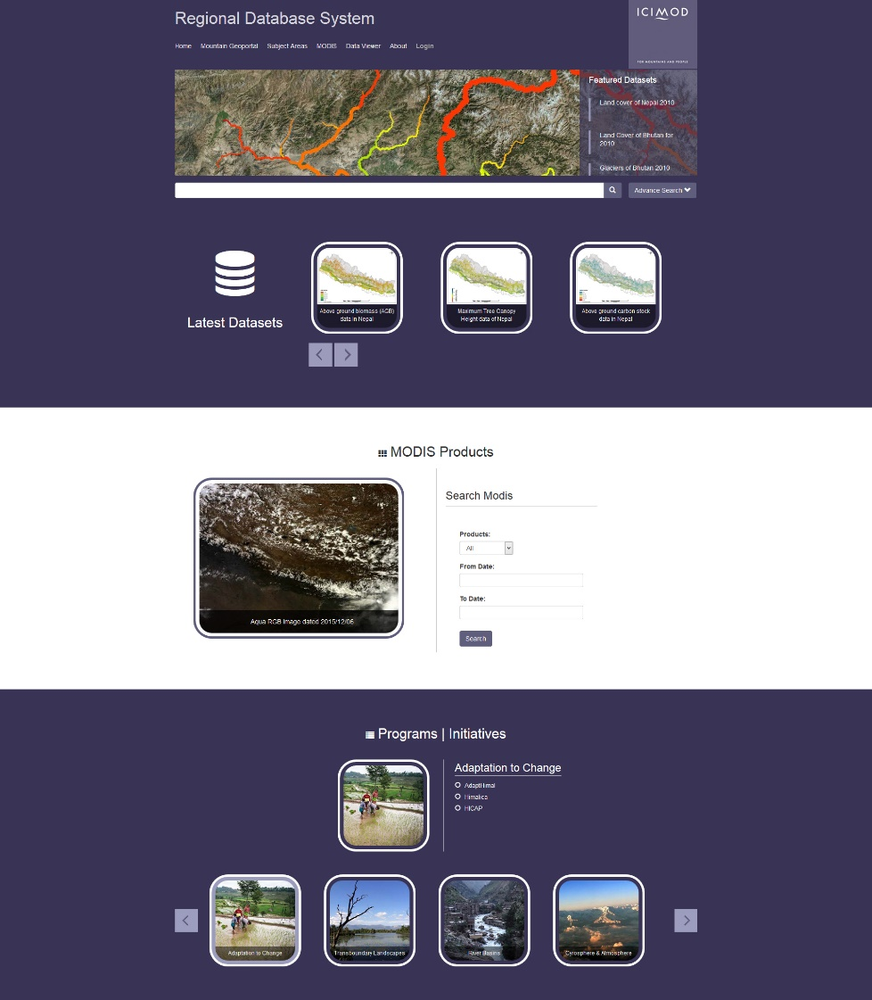 Regional Database System
ICIMOD
FOR MOUNTAINS AND PEOPLE
Home Mountain Geoportal Subject Areas MODIS Data Viewer About Login
Featured Datasets
Land cover of Nepal 2010
Land Cover of Bhutan for
2010
Glaciers of Bhutan 2010
Advance Search
Latest Datasets
Above ground biomass (AGB)
data in Nepal
Maximum Tree Canopy
Height data of Nepal
Above ground carbon stock
data in Nepal
MODIS Products
Aqua RGB image dated 2015/12/06
Search Modis
Products:
All
From Date:
To Date:
Search
Programs | Initiatives
Adaptation to Change
AdaptHimal
Himalica
HICAP
Adaptation to Change
Transboundary Landscapes
River Basins
Cyrosphere & Atmosphere